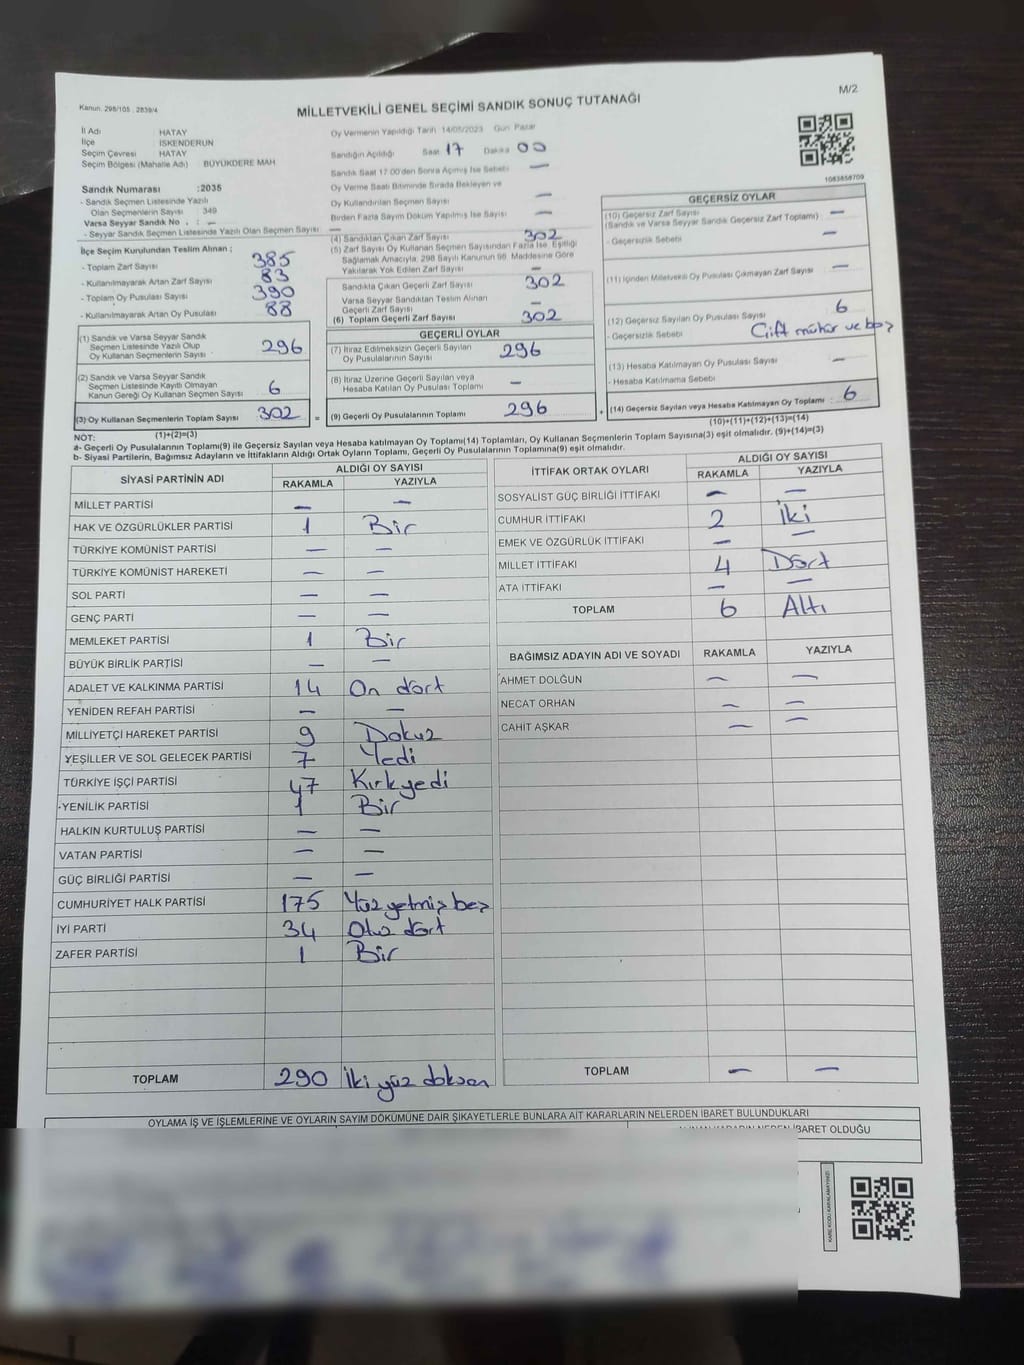 Kanun. 298/105 . 2839/4
MİLLETVEKİLİ GENEL SEÇİMİ SANDIK SONUÇ TUTANAĞI
M/2
İl Adı HATAY
İlçe İSKENDERUN
Seçim Çevresi HATAY
Seçim Bölgesi (Mahalle Adı) BÜYÜKDERE MAH
Sandık Numarası :2035
- Sandık Seçmen Listesinde Yazılı
Olan Seçmenlerin Sayısı : 349
Varsa Seyyar Sandık No . : —
- Seyyar Sandık Seçmen Listesinde Yazılı Olan Seçmen Sayısı —
Oy Vermenin Yapıldığı Tarih 14/05/2023 Gün Pazar
Sandığın Açıldığı Saat 17 Dakika 00
Sandık Saat 17:00'den Sonra Açılmış İse Sebebi —
Oy Verme Saati Bitiminde Sırada Bekleyen ve
Oy Kullandırılan Seçmen Sayısı —
Birden Fazla Sayım Döküm Yapılmış İse Sayısı —
1083858709
İlçe Seçim Kurulundan Teslim Alınan ;
- Toplam Zarf Sayısı 385
- Kullanılmayarak Artan Zarf Sayısı 83
- Toplam Oy Pusulası Sayısı 390
- Kullanılmayarak Artan Oy Pusulası 88
(1) Sandık ve Varsa Seyyar Sandık
Seçmen Listesinde Yazılı Olup
Oy Kullanan Seçmenlerin Sayısı 296
(2) Sandık ve Varsa Seyyar Sandık
Seçmen Listesinde Kayıtlı Olmayan
Kanun Gereği Oy Kullanan Seçmen Sayısı 6
(3) Oy Kullanan Seçmenlerin Toplam Sayısı 302 =
(1)+(2)=(3)
(4) Sandıktan Çıkan Zarf Sayısı 302
(5) Zarf Sayısı Oy Kullanan Seçmen Sayısından Fazla İse, Eşitliği
Sağlamak Amacıyla; 298 Sayılı Kanunun 98. Maddesine Göre
Yakılarak Yok Edilen Zarf Sayısı —
Sandıkta Çıkan Geçerli Zarf Sayısı 302
Varsa Seyyar Sandıktan Teslim Alınan
Geçerli Zarf Sayısı —
(6) Toplam Geçerli Zarf Sayısı 302
GEÇERLİ OYLAR
(7) İtiraz Edilmeksizin Geçerli Sayılan
Oy Pusulalarının Sayısı 296
(8) İtiraz Üzerine Geçerli Sayılan veya
Hesaba Katılan Oy Pusulası Toplamı —
(9) Geçerli Oy Pusulalarının Toplamı 296 +
GEÇERSİZ OYLAR
(10) Geçersiz Zarf Sayısı —
(Sandık ve Varsa Seyyar Sandık Geçersiz Zarf Toplamı)
- Geçersizlik Sebebi —
(11) İçinden Milletvekili Oy Pusulası Çıkmayan Zarf Sayısı —
(12) Geçersiz Sayılan Oy Pusulası Sayısı 6
- Geçersizlik Sebebi Çift mühür ve boş
(13) Hesaba Katılmayan Oy Pusulası Sayısı —
- Hesaba Katılmama Sebebi
(14) Geçersiz Sayılan veya Hesaba Katılmayan Oy Toplamı : 6
(10)+(11)+(12)+(13)=(14)
NOT:
a- Geçerli Oy Pusulalarının Toplamı(9) ile Geçersiz Sayılan veya Hesaba katılmayan Oy Toplamı(14) Toplamları, Oy Kullanan Seçmenlerin Toplam Sayısına(3) eşit olmalıdır. (9)+(14)=(3)
b- Siyasi Partilerin, Bağımsız Adayların ve İttifakların Aldığı Ortak Oyların Toplamı, Geçerli Oy Pusulalarının Toplamına(9) eşit olmalıdır.
SİYASİ PARTİNİN ADI ALDIĞI OY SAYISI
RAKAMLA YAZIYLA
MİLLET PARTİSİ — —
HAK VE ÖZGÜRLÜKLER PARTİSİ 1 Bir
TÜRKİYE KOMÜNİST PARTİSİ — —
TÜRKİYE KOMÜNİST HAREKETİ — —
SOL PARTİ — —
GENÇ PARTİ — —
MEMLEKET PARTİSİ 1 Bir
BÜYÜK BİRLİK PARTİSİ — —
ADALET VE KALKINMA PARTİSİ 14 On dört
YENİDEN REFAH PARTİSİ — —
MİLLİYETÇİ HAREKET PARTİSİ 9 Dokuz
YEŞİLLER VE SOL GELECEK PARTİSİ 7 Yedi
TÜRKİYE İŞÇİ PARTİSİ 47 Kırkyedi
YENİLİK PARTİSİ 1 Bir
HALKIN KURTULUŞ PARTİSİ — —
VATAN PARTİSİ — —
GÜÇ BİRLİĞİ PARTİSİ — —
CUMHURİYET HALK PARTİSİ 175 Yüz yetmiş beş
İYİ PARTİ 34 Otuz dört
ZAFER PARTİSİ 1 Bir
TOPLAM 290 İki yüz doksan
İTTİFAK ORTAK OYLARI ALDIĞI OY SAYISI
RAKAMLA YAZIYLA
SOSYALİST GÜÇ BİRLİĞİ İTTİFAKI — —
CUMHUR İTTİFAKI 2 İki
EMEK VE ÖZGÜRLÜK İTTİFAKI — —
MİLLET İTTİFAKI 4 Dört
ATA İTTİFAKI — —
TOPLAM 6 Altı
BAĞIMSIZ ADAYIN ADI VE SOYADI RAKAMLA YAZIYLA
AHMET DOLĞUN — —
NECAT ORHAN — —
CAHİT AŞKAR — —
TOPLAM — —
OYLAMA İŞ VE İŞLEMLERİNE VE OYLARIN SAYIM DÖKÜMÜNE DAİR ŞİKAYETLERLE BUNLARA AİT KARARLARIN NELERDEN İBARET BULUNDUKLARI
İBARET OLDUĞU
KARE KODU KARALAMAYINIZ!